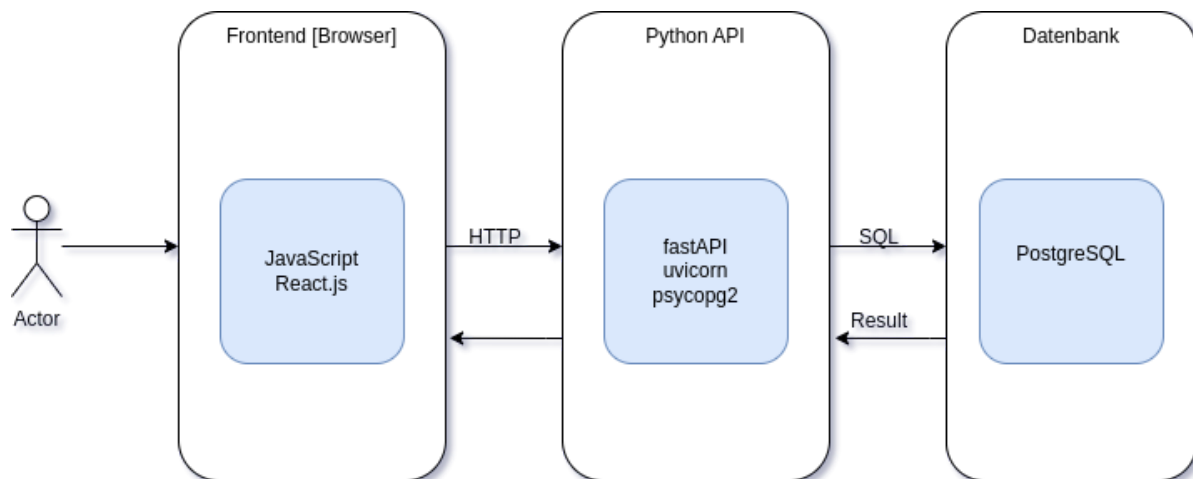 Frontend [Browser]
Python API
Datenbank
JavaScript
React.js
HTTP
fastAPI
uvicorn
psycopg2
SQL
PostgreSQL
Result
Actor